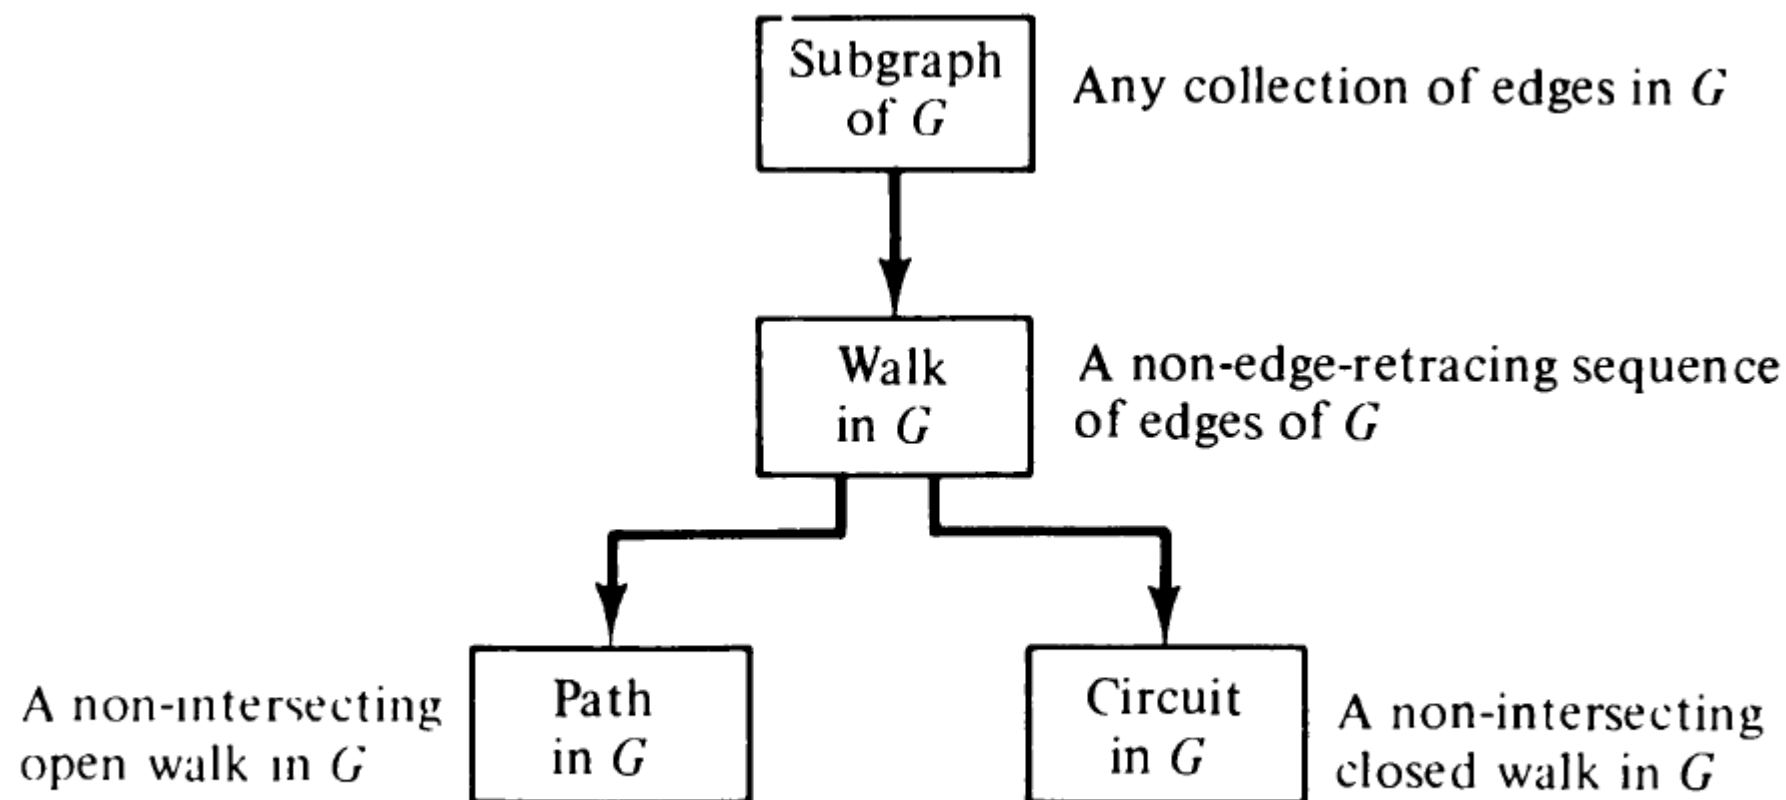 Subgraph
of G
Any collection of edges in G
Walk
in G
A non-edge-retracing sequence
of edges of G
A non-intersecting
open walk in G
Path
in G
Circuit
in G
A non-intersecting
closed walk in G